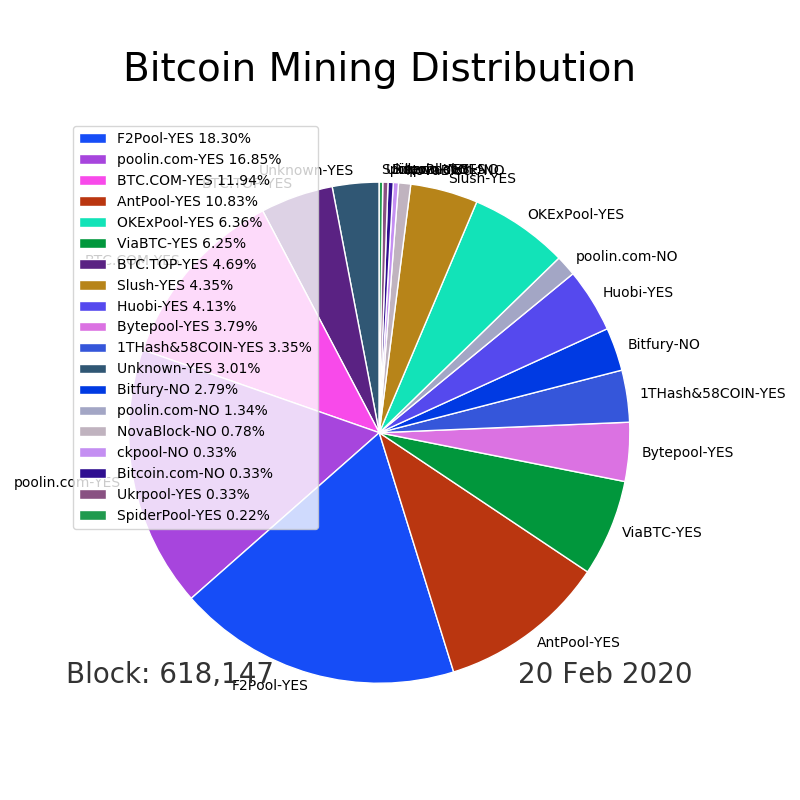 Bitcoin Mining Distribution
F2Pool-YES 18.30%
poolin.com-YES 16.85%
BTC.COM-YES 11.94%
AntPool-YES 10.83%
OKExPool-YES 6.36%
ViaBTC-YES 6.25%
BTC.TOP-YES 4.69%
Slush-YES 4.35%
Huobi-YES 4.13%
Bytepool-YES 3.79%
1THash&58COIN-YES 3.35%
Unknown-YES 3.01%
Bitfury-NO 2.79%
poolin.com-NO 1.34%
NovaBlock-NO 0.78%
ckpool-NO 0.33%
Bitcoin.com-NO 0.33%
Ukrpool-YES 0.33%
SpiderPool-YES 0.22%
Unknown-YES
BTC.TOP-YES
BTC.COM-YES
poolin.com-YES
F2Pool-YES
AntPool-YES
ViaBTC-YES
Bytepool-YES
1THash&58COIN-YES
Bitfury-NO
Huobi-YES
poolin.com-NO
OKExPool-YES
Slush-YES
Block: 618,147
20 Feb 2020